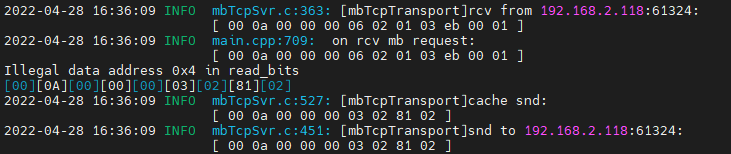 2022-04-28 16:36:09 INFO  mbTcpSvr.c:363: [mbTcpTransport]rcv from 192.168.2.118:61324:
[ 00 0a 00 00 00 06 02 01 03 eb 00 01 ]
2022-04-28 16:36:09 INFO  main.cpp:709:  on rcv mb request:
[ 00 0a 00 00 00 06 02 01 03 eb 00 01 ]
Illegal data address 0x4 in read_bits
[00][0A][00][00][00][03][02][81][02]
2022-04-28 16:36:09 INFO  mbTcpSvr.c:527: [mbTcpTransport]cache snd:
[ 00 0a 00 00 00 03 02 81 02 ]
2022-04-28 16:36:09 INFO  mbTcpSvr.c:451: [mbTcpTransport]snd to 192.168.2.118:61324:
[ 00 0a 00 00 00 03 02 81 02 ]